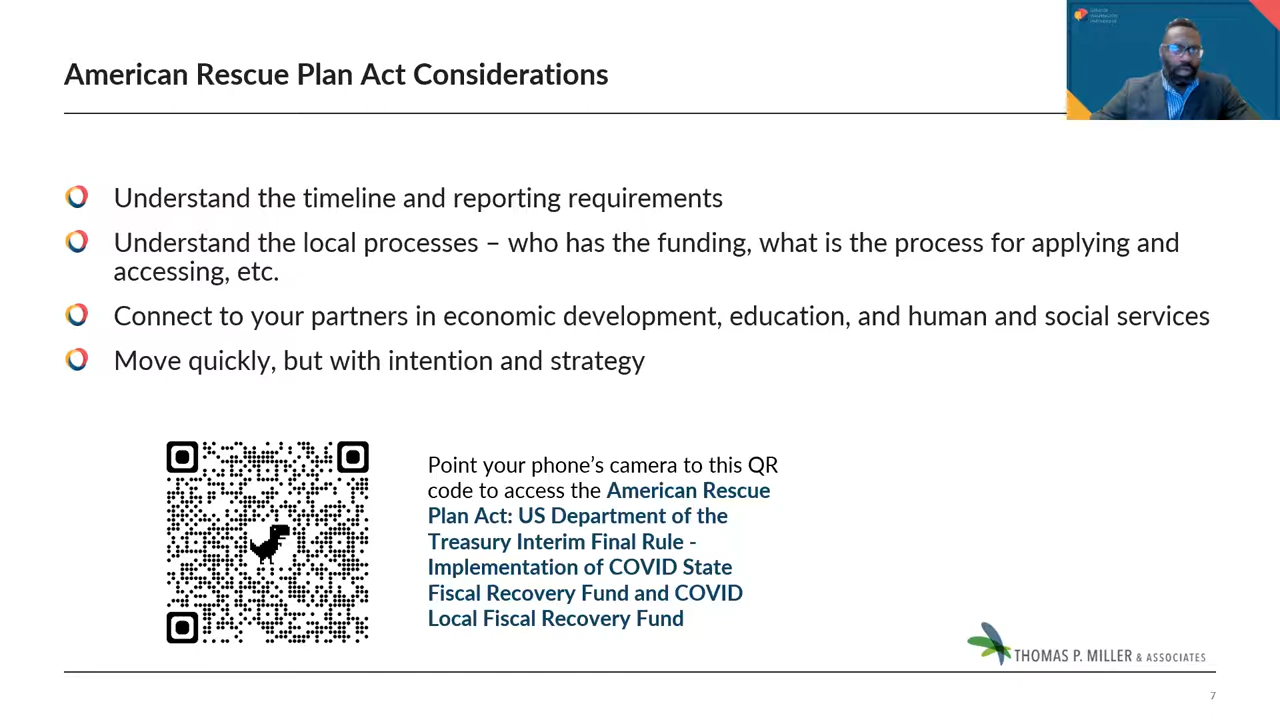 American Rescue Plan Act Considerations
Understand the timeline and reporting requirements
Understand the local processes – who has the funding, what is the process for applying and
accessing, etc.
Connect to your partners in economic development, education, and human and social services
Move quickly, but with intention and strategy
Point your phone’s camera to this QR
code to access the American Rescue
Plan Act: US Department of the
Treasury Interim Final Rule -
Implementation of COVID State
Fiscal Recovery Fund and COVID
Local Fiscal Recovery Fund
THOMAS P. MILLER & ASSOCIATES
7